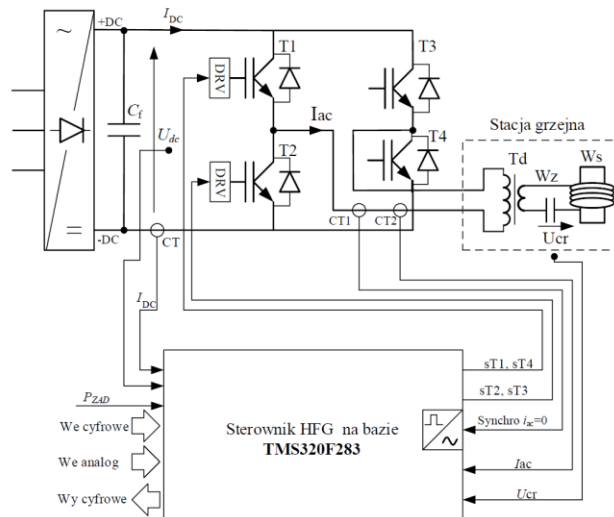 +DC
I_DC
T1
T3
~
DRV
C_f
Iac
U_dc
T2
T4
Stacja grzejna
DRV
Td
Wz
Ws
=
-DC
CT
CT1
CT2
Ucr
I_DC
sT1, sT4
P_ZAD
sT2, sT3
We cyfrowe
Sterownik HFG na bazie
Synchro i_ac=0
TMS320F283
We analog
Iac
Wy cyfrowe
Ucr